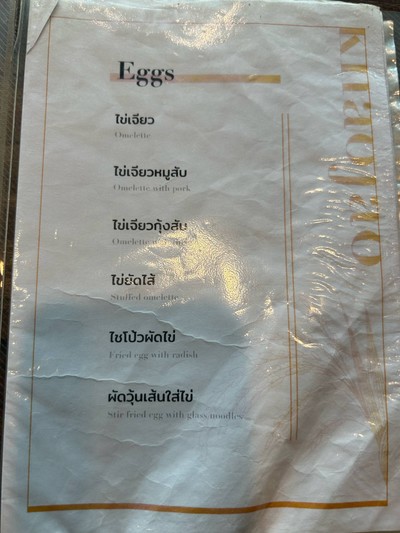 Eggs
ไข่เจียว
Omelette
ไข่เจียวหมูสับ
Omelette with pork
ไข่เจียวกุ้งสับ
Omelette
ไข่ยัดไส้
Stuffed omelette
ไชโป้วผัดไข่
Fried egg with radish
ผัดวุ้นเส้นใส่ไข่
Stir fried egg with glass noodles